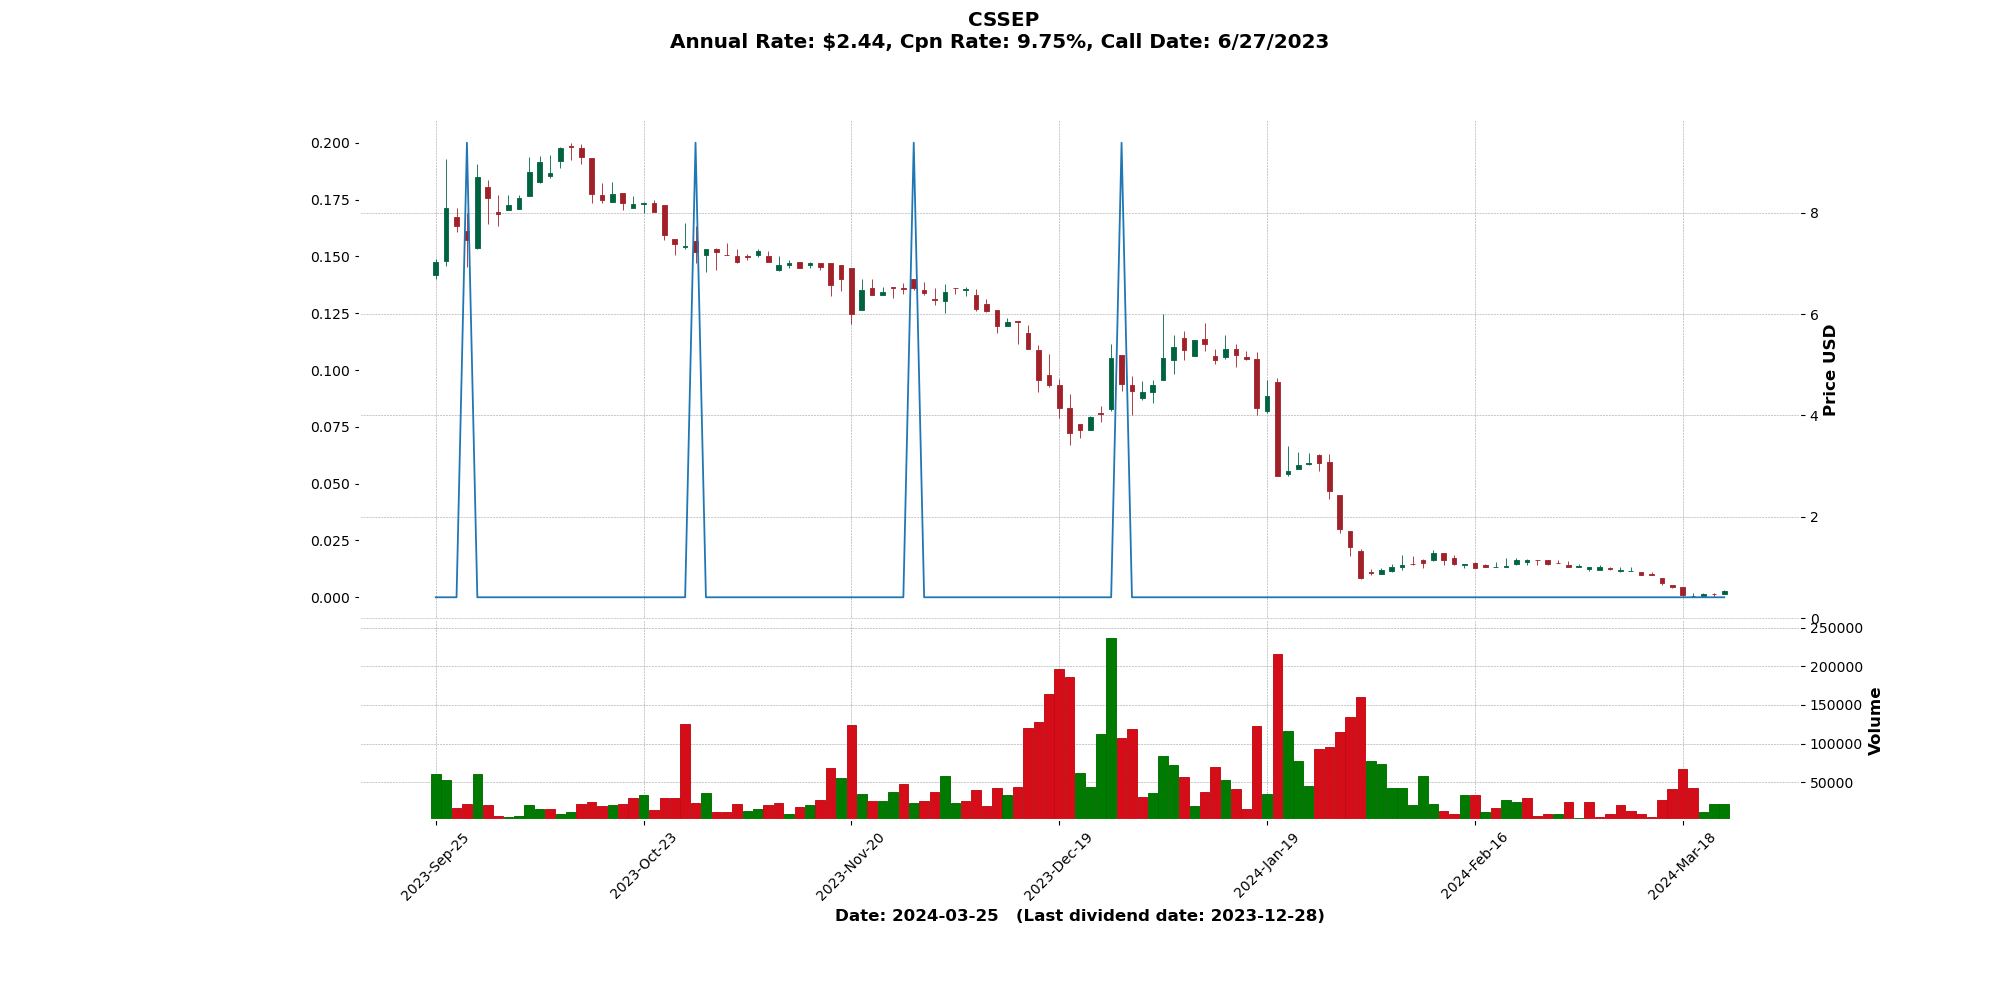 CSSEP
Annual Rate: $2.44, Cpn Rate: 9.75%, Call Date: 6/27/2023
0.200
0.175
0.150
0.125
0.100
0.075
0.050
0.025
0.000
8
6
4
2
0
Price USD
250000
200000
150000
100000
50000
Volume
2023-Sep-25
2023-Oct-23
2023-Nov-20
2023-Dec-19
2024-Jan-19
2024-Feb-16
2024-Mar-18
Date: 2024-03-25   (Last dividend date: 2023-12-28)